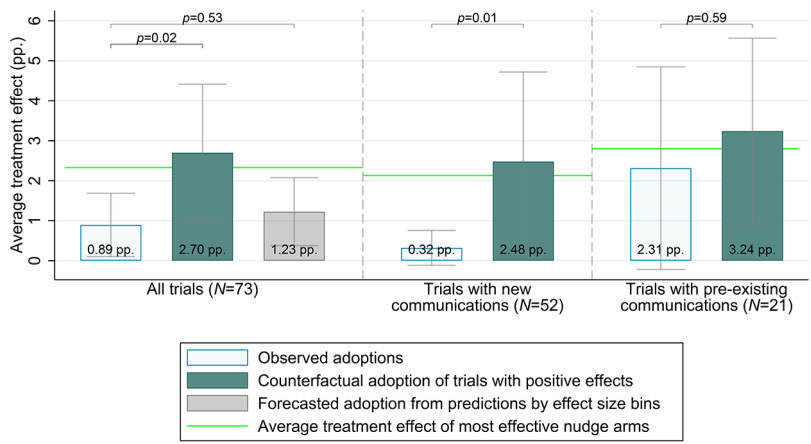 Average treatment effect (pp.)
6
5
4
3
2
1
0
p=0.53
p=0.02
p=0.01
p=0.59
0.89 pp.
2.70 pp.
1.23 pp.
0.32 pp.
2.48 pp.
2.31 pp.
3.24 pp.
All trials (N=73)
Trials with new
communications (N=52)
Trials with pre-existing
communications (N=21)
Observed adoptions
Counterfactual adoption of trials with positive effects
Forecasted adoption from predictions by effect size bins
Average treatment effect of most effective nudge arms